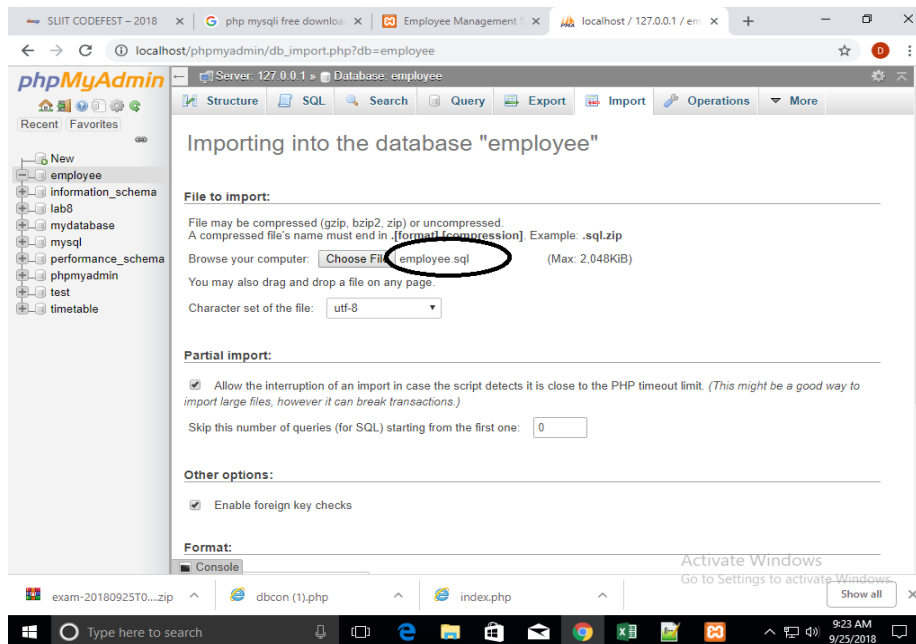 SLIIT CODEFEST – 2018
php mysqli free downloa
Employee Management S
localhost / 127.0.0.1 / em
localhost/phpmyadmin/db_import.php?db=employee
D
phpMyAdmin
Recent Favorites
New
employee
information_schema
lab8
mydatabase
mysql
performance_schema
phpmyadmin
test
timetable
Server: 127.0.0.1 » Database: employee
Structure SQL Search Query Export Import Operations More
Importing into the database "employee"
File to import:
File may be compressed (gzip, bzip2, zip) or uncompressed.
A compressed file's name must end in .[format].[compression]. Example: .sql.zip
Browse your computer: Choose File employee.sql (Max: 2,048KiB)
You may also drag and drop a file on any page.
Character set of the file: utf-8
Partial import:
Allow the interruption of an import in case the script detects it is close to the PHP timeout limit. (This might be a good way to
import large files, however it can break transactions.)
Skip this number of queries (for SQL) starting from the first one: 0
Other options:
Enable foreign key checks
Format:
Console
Activate Windows
Go to Settings to activate Windows.
exam-20180925T0....zip
dbcon (1).php
index.php
Show all
Type here to search
9:23 AM
9/25/2018